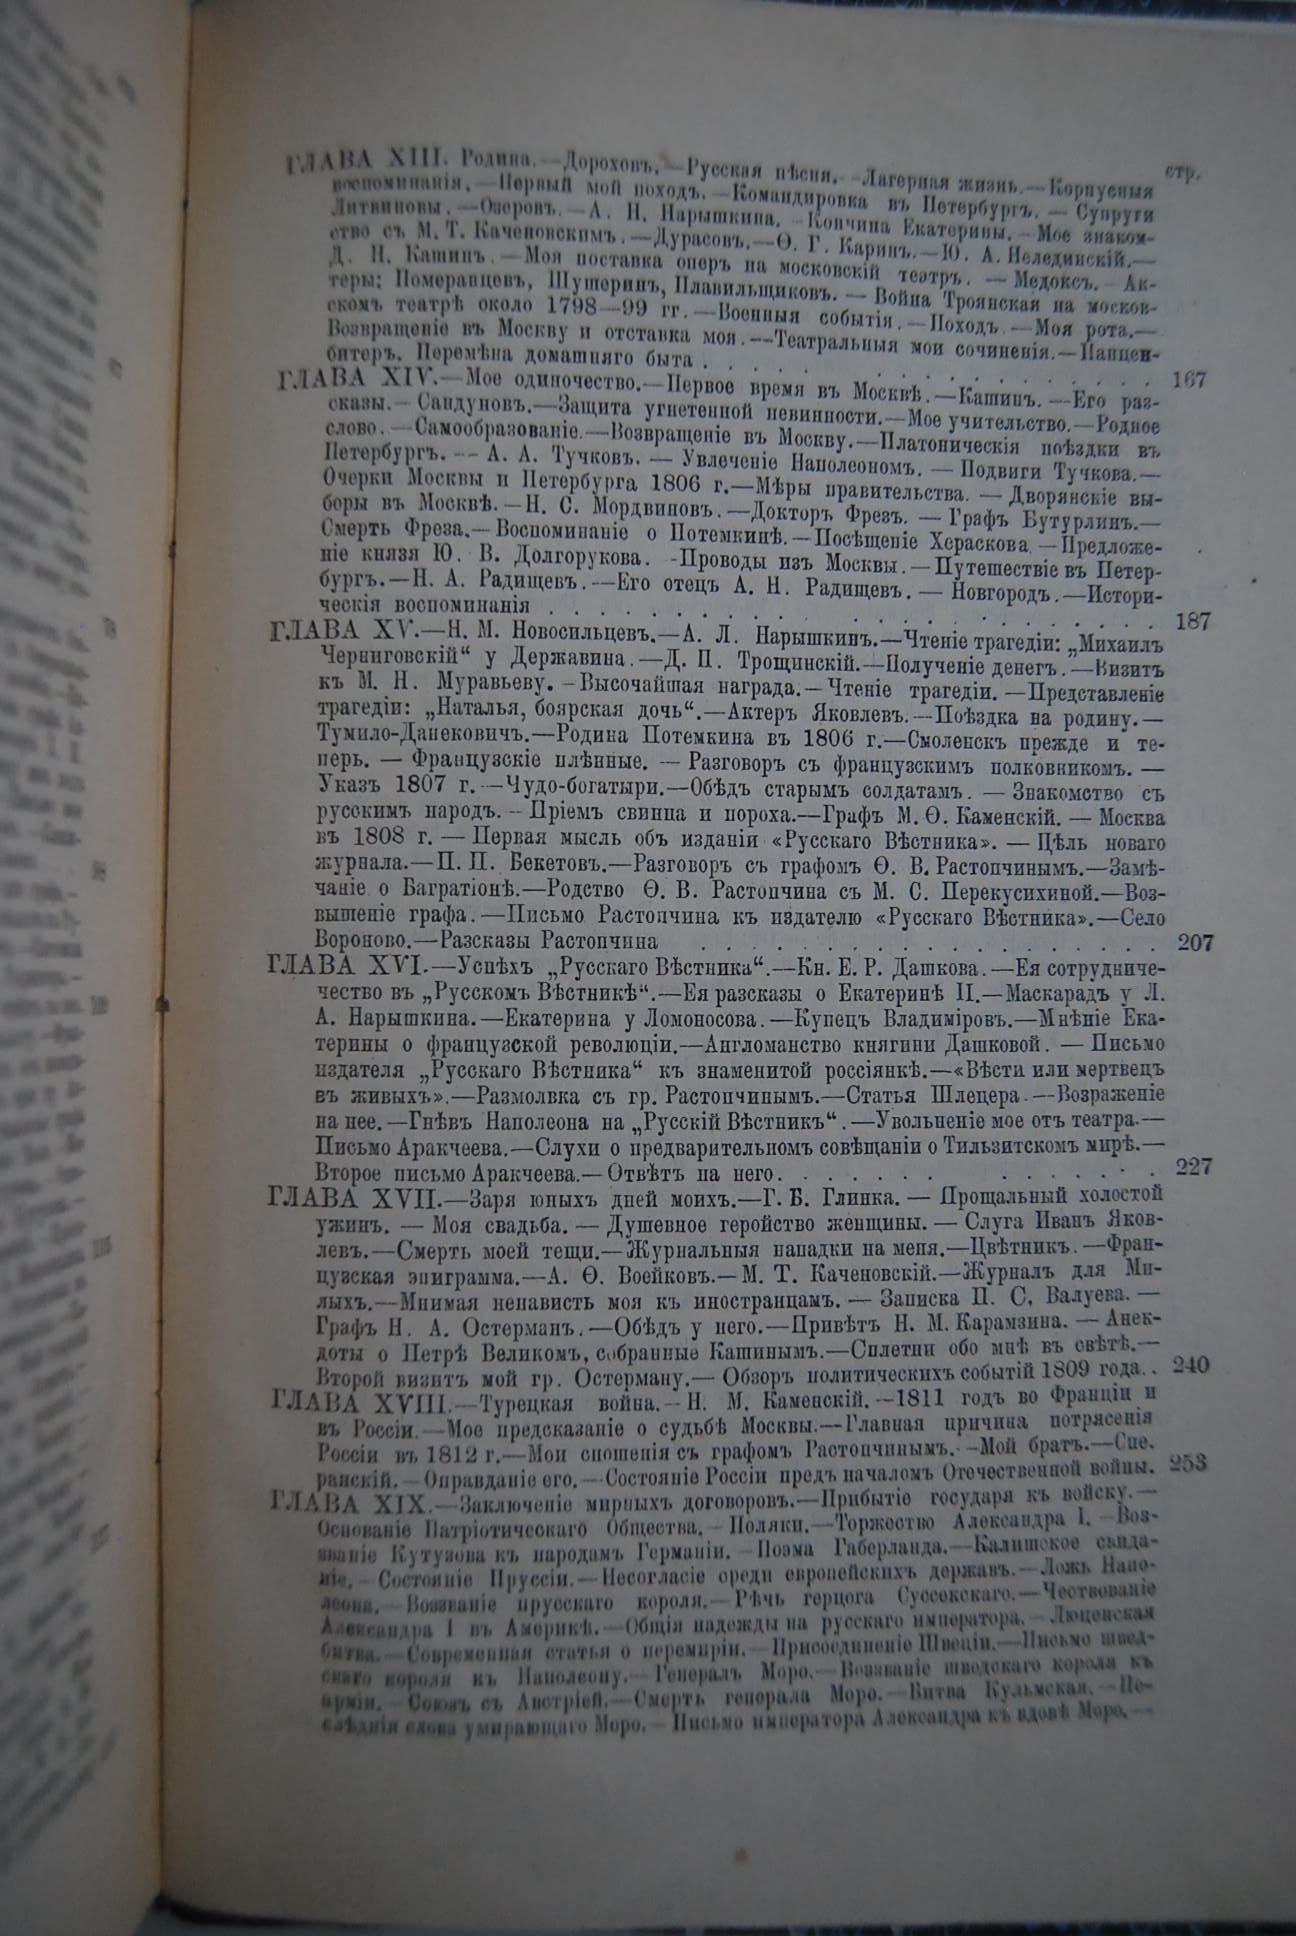 стр.
ГЛАВА XIII. Родина.—Дороховъ.—Русская пѣсня.—Лагерная жизнь.—Корпусныя
воспоминанія.—Первый мой походъ.—Командировка въ Петербургъ.—Супруги
Литвиновы.—Озеровъ.—А. Н. Нарышкина.—Кончина Екатерины.—Мое знаком-
ство съ М. Т. Каченовскимъ.—Дурасовъ.—Ѳ. Г. Каринъ.—Ю. А. Нелединскій.—
Д. Н. Кашинъ.—Моя поставка оперъ на московскій театръ.—Медоксъ.—Ак-
теры: Померанцевъ, Шушеринъ, Плавильщиковъ.—Война Троянская на москов-
скомъ театрѣ около 1798—99 гг.—Военныя событія.—Походъ.—Моя рота.—
Возвращеніе въ Москву и отставка моя.—Театральныя мои сочиненія.—Панцен-
битеръ. Перемѣна домашняго быта . . . . . 167
ГЛАВА XIV.—Мое одиночество.—Первое время въ Москвѣ.—Кашинъ.—Его раз-
сказы.—Сандуновъ.—Защита угнетенной невинности.—Мое учительство.—Родное
слово.—Самообразованіе.—Возвращеніе въ Москву.—Платоническія поѣздки въ
Петербургъ.—А. А. Тучковъ.—Увлеченіе Наполеономъ.—Подвиги Тучкова.—
Очерки Москвы и Петербурга 1806 г.—Мѣры правительства.—Дворянскіе вы-
боры въ Москвѣ.—Н. С. Мордвиновъ.—Докторъ Фрезъ.—Графъ Бутурлинъ.—
Смерть Фреза.—Воспоминаніе о Потемкинѣ.—Посѣщеніе Хераскова.—Предложе-
ніе князя Ю. В. Долгорукова.—Проводы изъ Москвы.—Путешествіе въ Петер-
бургъ.—Н. А. Радищевъ.—Его отецъ А. Н. Радищевъ.—Новгородъ.—Истори-
ческія воспоминанія . . . . . 187
ГЛАВА XV.—Н. М. Новосильцевъ.—А. Л. Нарышкинъ.—Чтеніе трагедіи: „Михаилъ
Черниговскій“ у Державина.—Д. П. Трощинскій.—Полученіе денегъ.—Визитъ
къ М. Н. Муравьеву.—Высочайшая награда.—Чтеніе трагедіи.—Представленіе
трагедіи: „Наталья, боярская дочь“.—Актеръ Яковлевъ.—Поѣздка на родину.—
Тумило-Данековичъ.—Родина Потемкина въ 1806 г.—Смоленскъ прежде и те-
перь.—Французскіе плѣнные.—Разговоръ съ французскимъ полковникомъ.—
Указъ 1807 г.—Чудо-богатыри.—Обѣдъ старымъ солдатамъ.—Знакомство съ
русскимъ народъ.—Пріемъ свинца и пороха.—Графъ М. Ѳ. Каменскій.—Москва
въ 1808 г.—Первая мысль объ изданіи «Русскаго Вѣстника».—Цѣль новаго
журнала.—П. П. Бекетовъ.—Разговоръ съ графомъ Ѳ. В. Растопчинымъ.—Замѣ-
чаніе о Багратіонѣ.—Родство Ѳ. В. Растопчина съ М. С. Перекусихиной.—Воз-
вышеніе графа.—Письмо Растопчина къ издателю «Русскаго Вѣстника».—Село
Вороново.—Разсказы Растопчина . . . . . 207
ГЛАВА XVI.—Успѣхъ „Русскаго Вѣстника“.—Кн. Е. Р. Дашкова.—Ея сотрудниче-
чество въ „Русскомъ Вѣстникѣ“.—Ея разсказы о Екатеринѣ II.—Маскарадъ у Л.
А. Нарышкина.—Екатерина у Ломоносова.—Купецъ Владиміровъ.—Мнѣніе Ека-
терины о французской революціи.—Англоманство княгини Дашковой.—Письмо
издателя „Русскаго Вѣстника“ къ знаменитой россіянкѣ.—«Вѣсти или мертвецъ
въ живыхъ».—Размолвка съ гр. Растопчинымъ.—Статья Шлецера.—Возраженіе
на нее.—Гнѣвъ Наполеона на „Русскій Вѣстникъ“.—Увольненіе мое отъ театра.—
Письмо Аракчеева.—Слухи о предварительномъ совѣщаніи о Тильзитскомъ мирѣ.—
Второе письмо Аракчеева.—Отвѣтъ на него. . . . . . 227
ГЛАВА XVII.—Заря юныхъ дней моихъ.—Г. Б. Глинка.—Прощальный холостой
ужинъ.—Моя свадьба.—Душевное геройство женщины.—Слуга Иванъ Яков-
левъ.—Смерть моей тещи.—Журнальныя нападки на меня.—Цвѣтникъ.—Фран-
цузская эпиграмма.—А. Ѳ. Воейковъ.—М. Т. Каченовскій.—Журналъ для Ми-
лыхъ.—Мнимая ненависть моя къ иностранцамъ.—Записка П. С. Валуева.—
Графъ Н. А. Остерманъ.—Обѣдъ у него.—Привѣтъ Н. М. Карамзина.—Анек-
доты о Петрѣ Великомъ, собранные Кашинымъ.—Сплетни обо мнѣ въ свѣтѣ.—
Второй визитъ мой гр. Остерману.—Обзоръ политическихъ событій 1809 года. . 240
ГЛАВА XVIII.—Турецкая война.—Н. М. Каменскій.—1811 годъ во Франціи и
въ Россіи.—Мое предсказаніе о судьбѣ Москвы.—Главная причина потрясенія
Россіи въ 1812 г.—Мои сношенія съ графомъ Растопчинымъ.—Мой братъ.—Спе.
ранскій.—Оправданіе его.—Состояніе Россіи предъ началомъ Отечественной войны. 253
ГЛАВА XIX.—Заключеніе мирныхъ договоровъ.—Прибытіе государя къ войску.—
Основаніе Патріотическаго Общества.—Поляки.—Торжество Александра I.—Воз-
званіе Кутузова къ народамъ Германіи.—Поэма Габерланда.—Калишское свида-
ніе.—Состояніе Пруссіи.—Несогласіе среди европейскихъ державъ.—Ложь Напо-
леона.—Воззваніе прусскаго короля.—Рѣчь герцога Суссекскаго.—Чествованіе
Александра I въ Америкѣ.—Общія надежды на русскаго императора.—Люценская
битва.—Современная статья о перемиріи.—Присоединеніе Швеціи.—Письмо швед-
скаго короля къ Наполеону.—Генералъ Моро.—Воззваніе шведскаго короля къ
арміи.—Союзъ съ Австріей.—Смерть генерала Моро.—Битва Кульмская.—По-
слѣднія слова умирающаго Моро.—Письмо императора Александра къ вдовѣ Моро.—